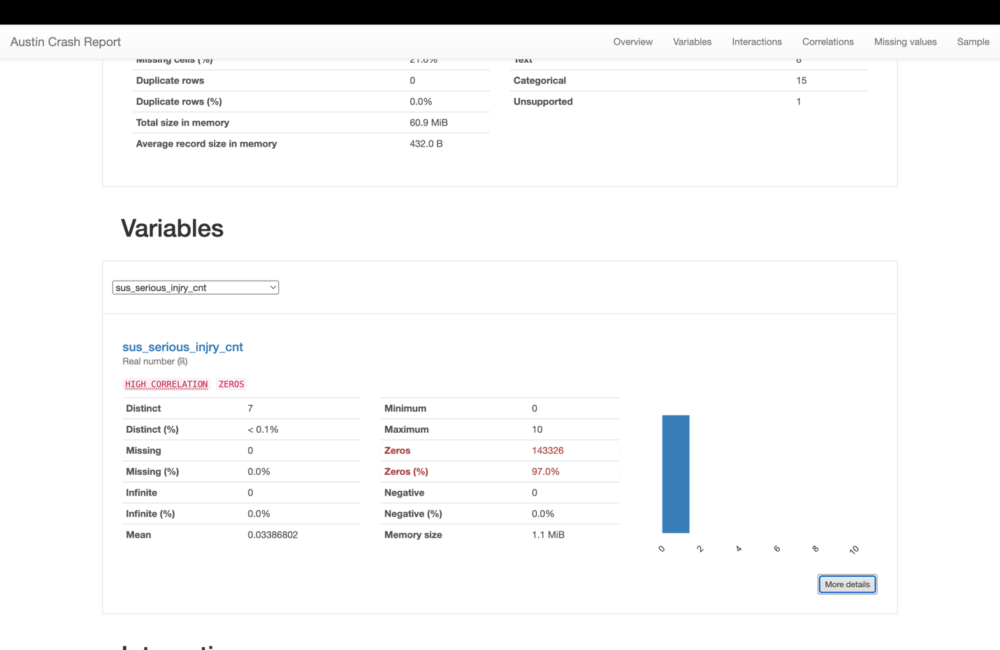 Austin Crash Report
Overview Variables Interactions Correlations Missing values Sample
Missing cells (%) 21.6% Text 8
Duplicate rows 0 Categorical 15
Duplicate rows (%) 0.0% Unsupported 1
Total size in memory 60.9 MiB
Average record size in memory 432.0 B
Variables
sus_serious_injry_cnt
sus_serious_injry_cnt
Real number (ℝ)
HIGH CORRELATION ZEROS
Distinct 7 Minimum 0
Distinct (%) < 0.1% Maximum 10
Missing 0 Zeros 143326
Missing (%) 0.0% Zeros (%) 97.0%
Infinite 0 Negative 0
Infinite (%) 0.0% Negative (%) 0.0%
Mean 0.03386802 Memory size 1.1 MiB
0 2 4 6 8 10
More details